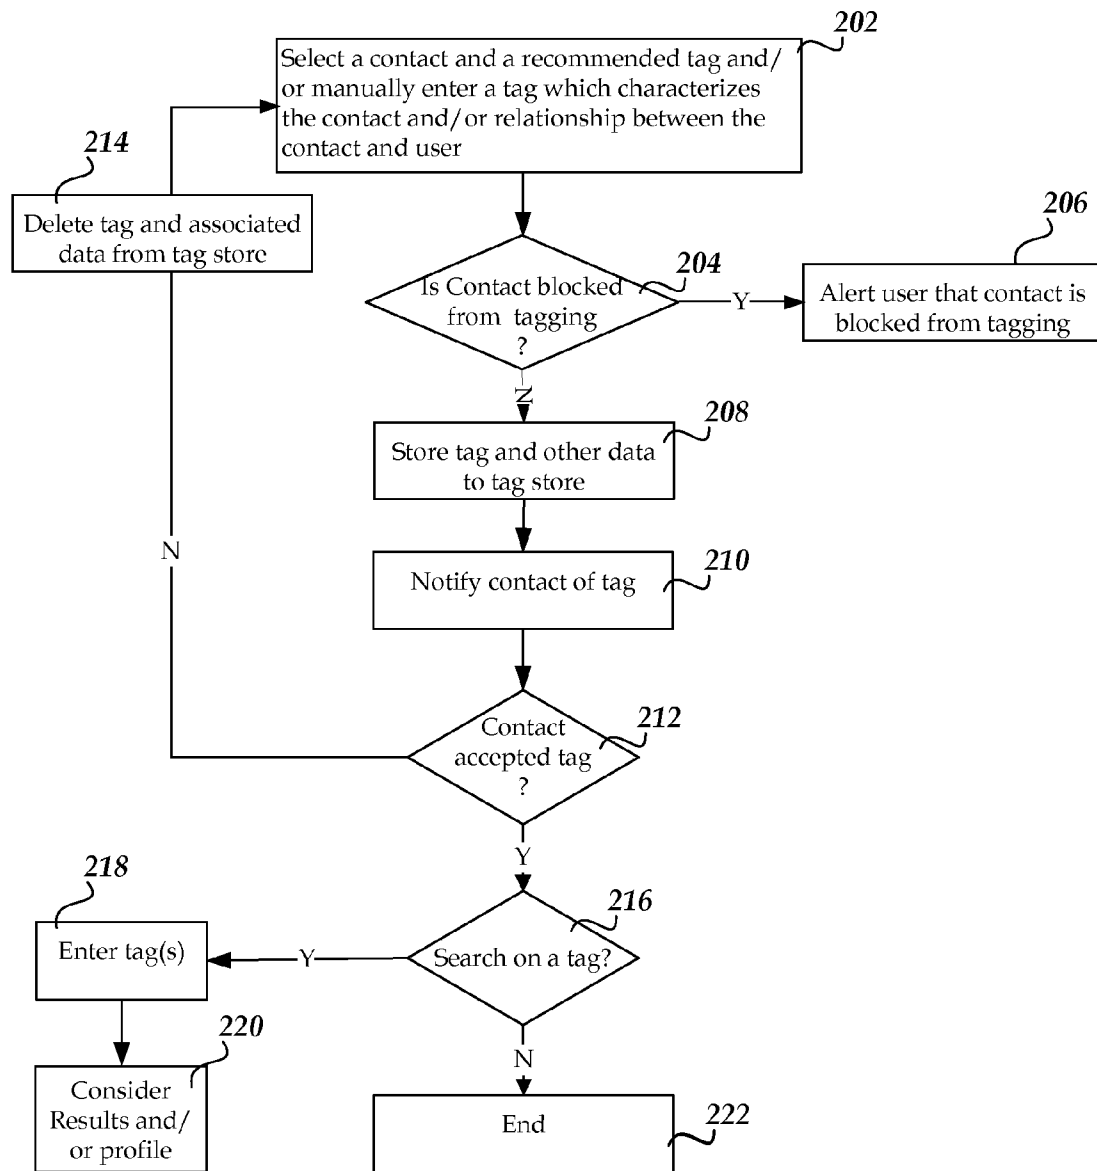 202
Select a contact and a recommended tag and/
or manually enter a tag which characterizes
the contact and/or relationship between the
contact and user
214
Delete tag and associated
data from tag store
206
204
Is Contact blocked
from tagging
?
Y
Alert user that contact is
blocked from tagging
N
208
Store tag and other data
to tag store
N
210
Notify contact of tag
212
Contact
accepted tag
?
Y
218
216
Enter tag(s)
Y
Search on a tag?
220
N
Consider
Results and/
or profile
End
222